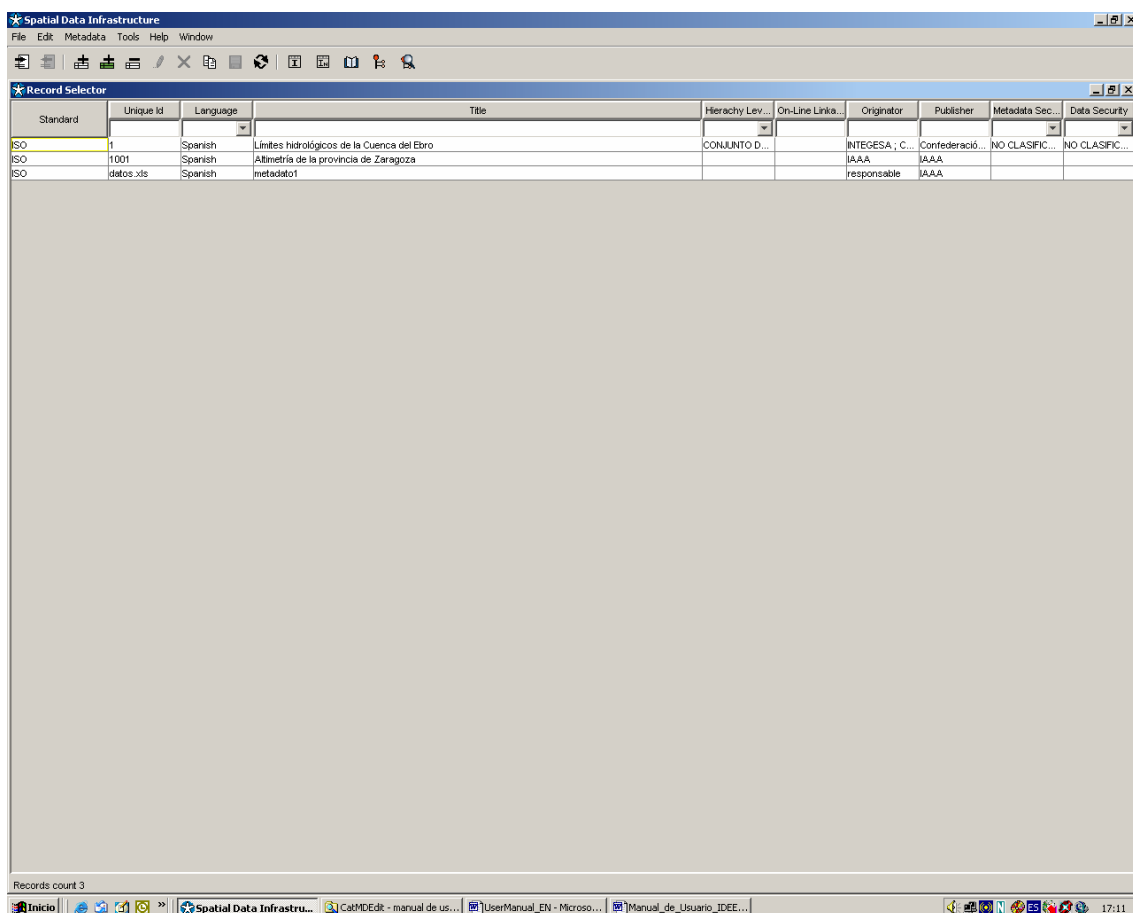 Spatial Data Infrastructure
File Edit Metadata Tools Help Window
Record Selector
Standard Unique Id Language Title Hierachy Lev... On-Line Linka... Originator Publisher Metadata Sec... Data Security
ISO 1 Spanish Límites hidrológicos de la Cuenca del Ebro CONJUNTO D... INTEGESA ; C... Confederació... NO CLASIFIC... NO CLASIFIC...
ISO 1001 Spanish Altimetría de la provincia de Zaragoza IAAA IAAA
ISO datos.xls Spanish metadato1 responsable IAAA
Records count 3
Inicio » Spatial Data Infrastru... CatMDEdit - manual de us... UserManual_EN - Microso... Manual_de_Usuario_IDEE... ES 17:11